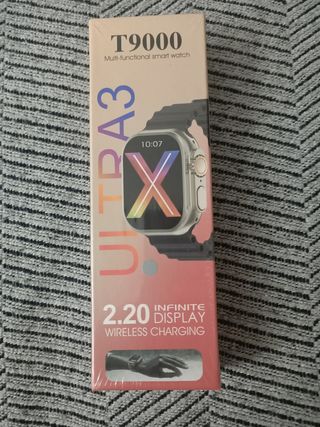 T9000
Multi-functional smart watch
ULTRA3
10:07
X
2.20 INFINITE DISPLAY
WIRELESS CHARGING